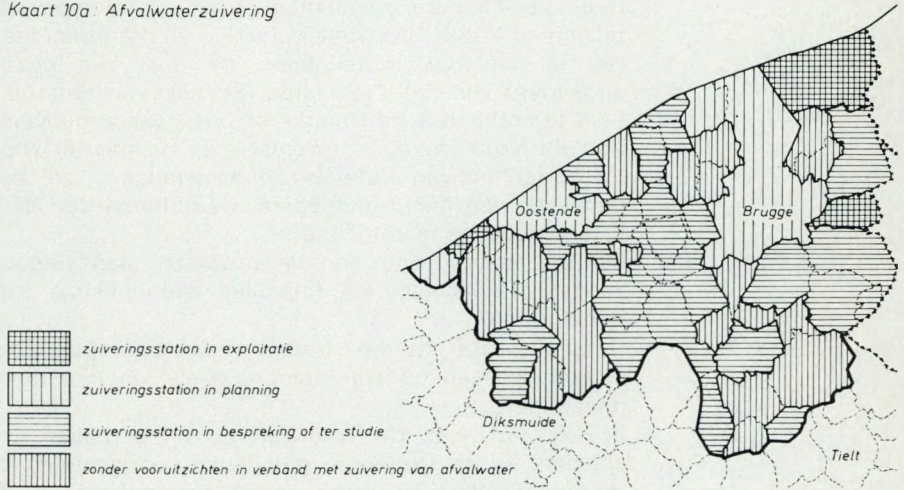 Kaart 10a: Afvalwaterzuivering
Oostende
Brugge
zuiveringsstation in exploitatie
zuiveringsstation in planning
zuiveringsstation in bespreking of ter studie
zonder vooruitzichten in verband met zuivering van afvalwater
Diksmuide
Tielt